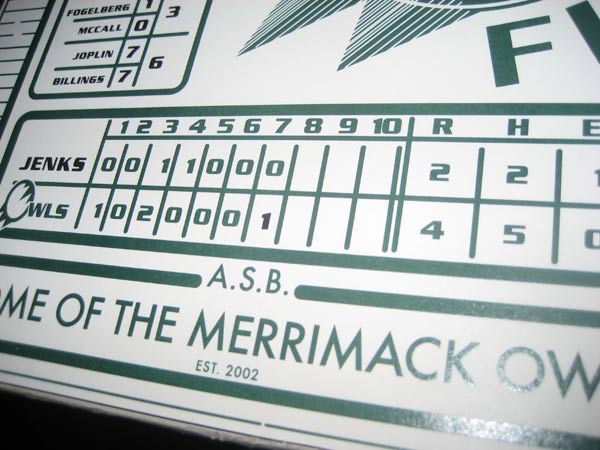 FOGELBERG 1 3
MCCALL 0
JOPLIN 7 6
BILLINGS 7
1 2 3 4 5 6 7 8 9 10 R H E
JENKS 0 0 1 1 0 0 0 2 2 1
OWLS 1 0 2 0 0 0 1 4 5 0
A.S.B.
OME OF THE MERRIMACK OW
EST. 2002